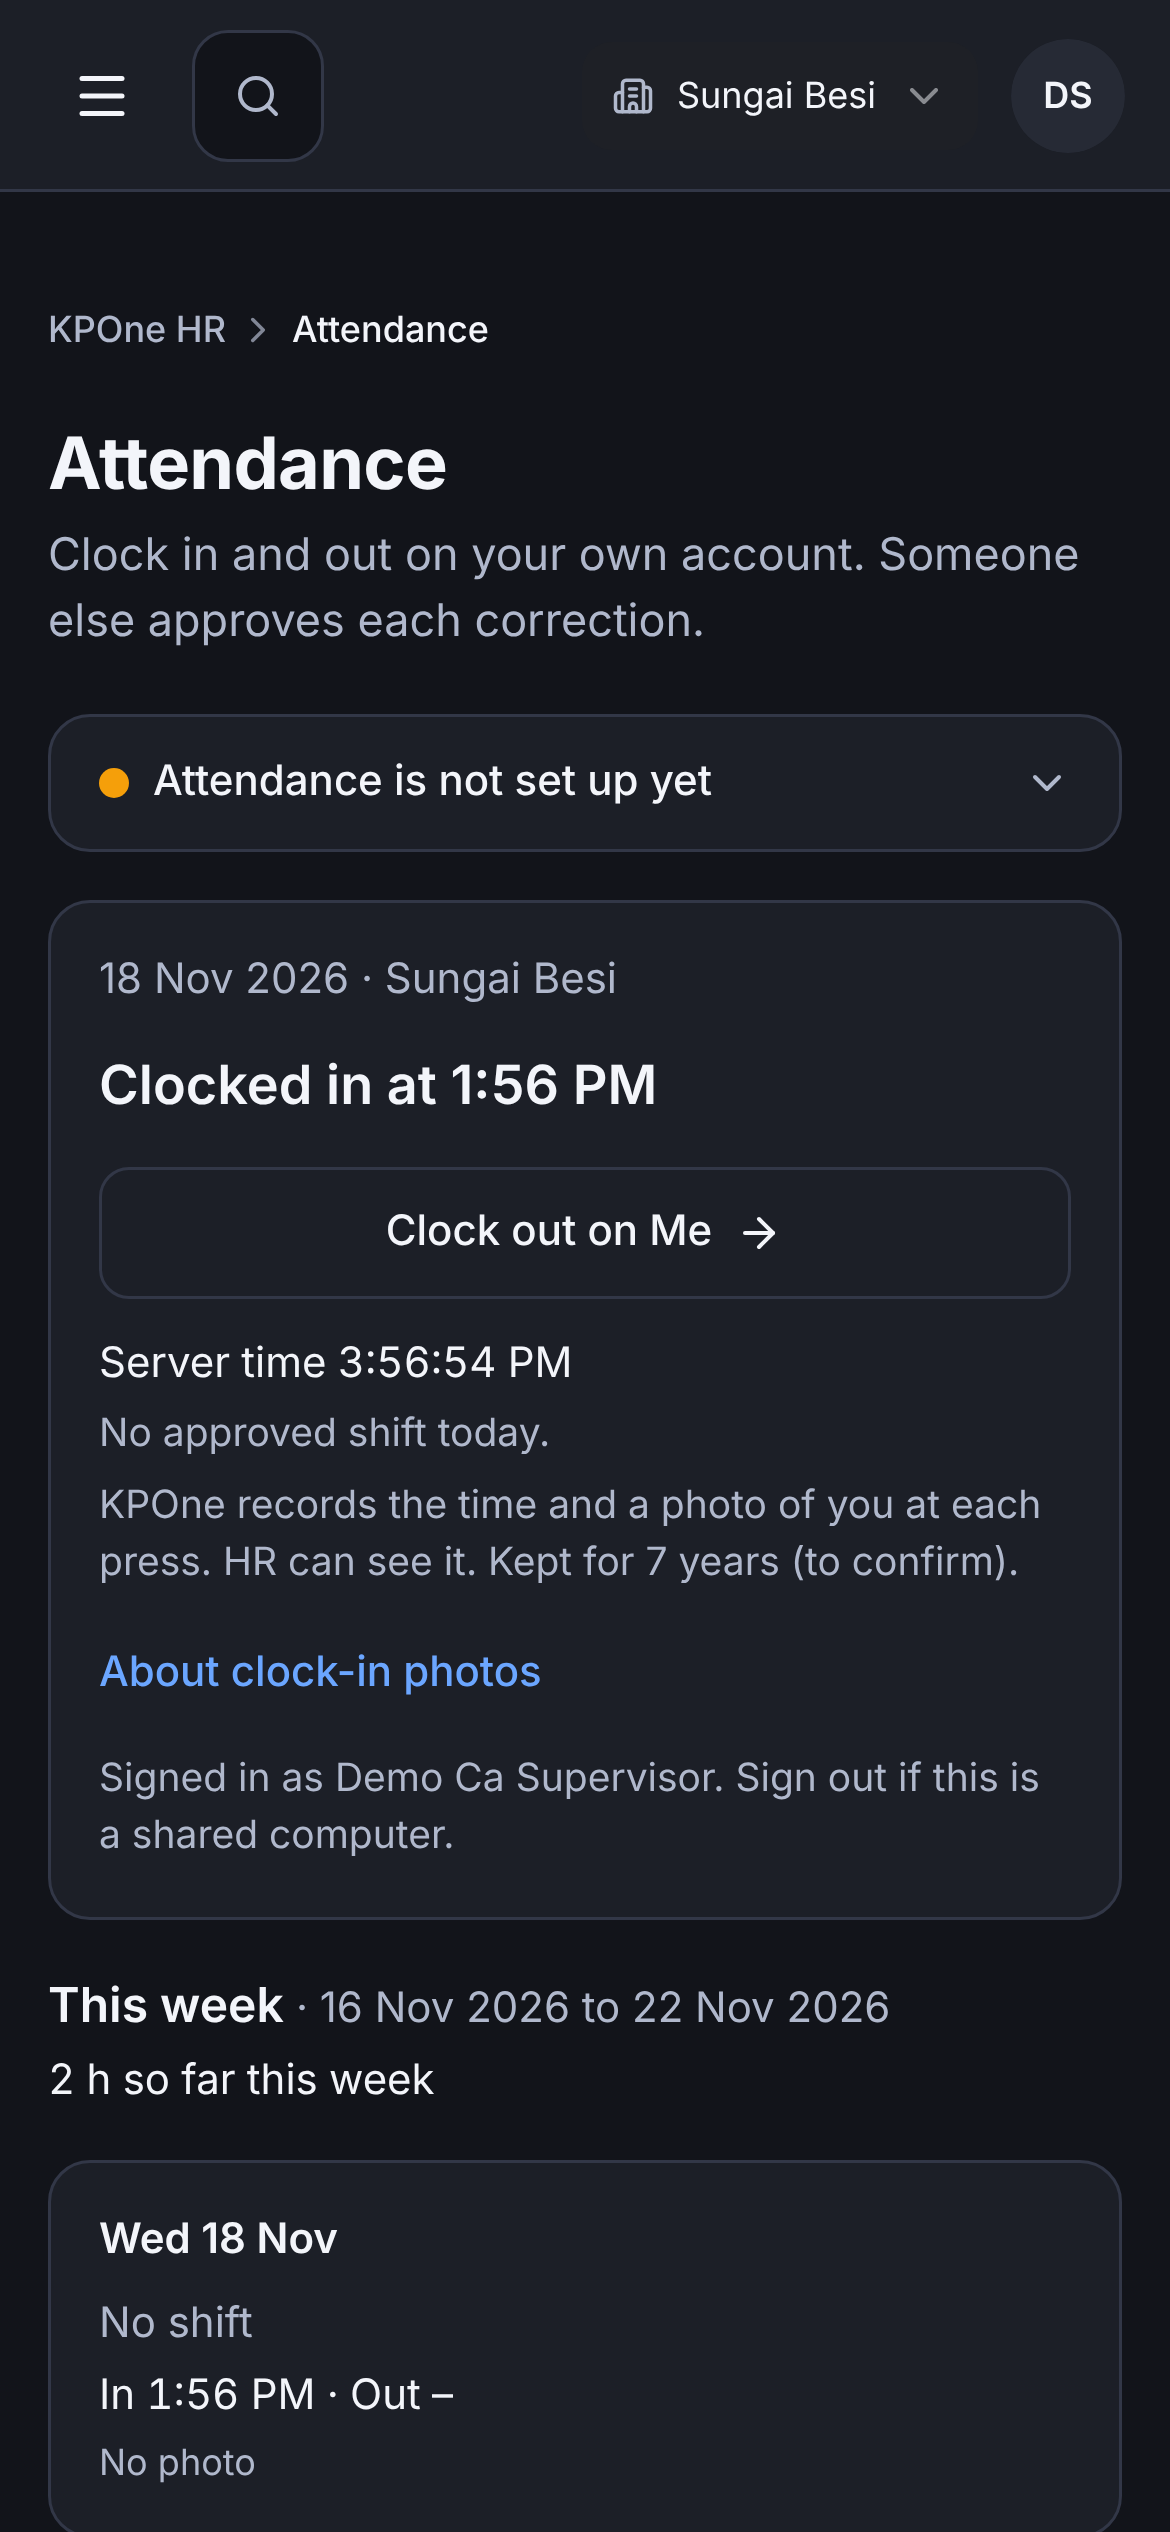 Sungai Besi
DS
KPOne HR > Attendance
Attendance
Clock in and out on your own account. Someone
else approves each correction.
Attendance is not set up yet
18 Nov 2026 · Sungai Besi
Clocked in at 1:56 PM
Clock out on Me →
Server time 3:56:54 PM
No approved shift today.
KPOne records the time and a photo of you at each
press. HR can see it. Kept for 7 years (to confirm).
About clock-in photos
Signed in as Demo Ca Supervisor. Sign out if this is
a shared computer.
This week · 16 Nov 2026 to 22 Nov 2026
2 h so far this week
Wed 18 Nov
No shift
In 1:56 PM · Out –
No photo